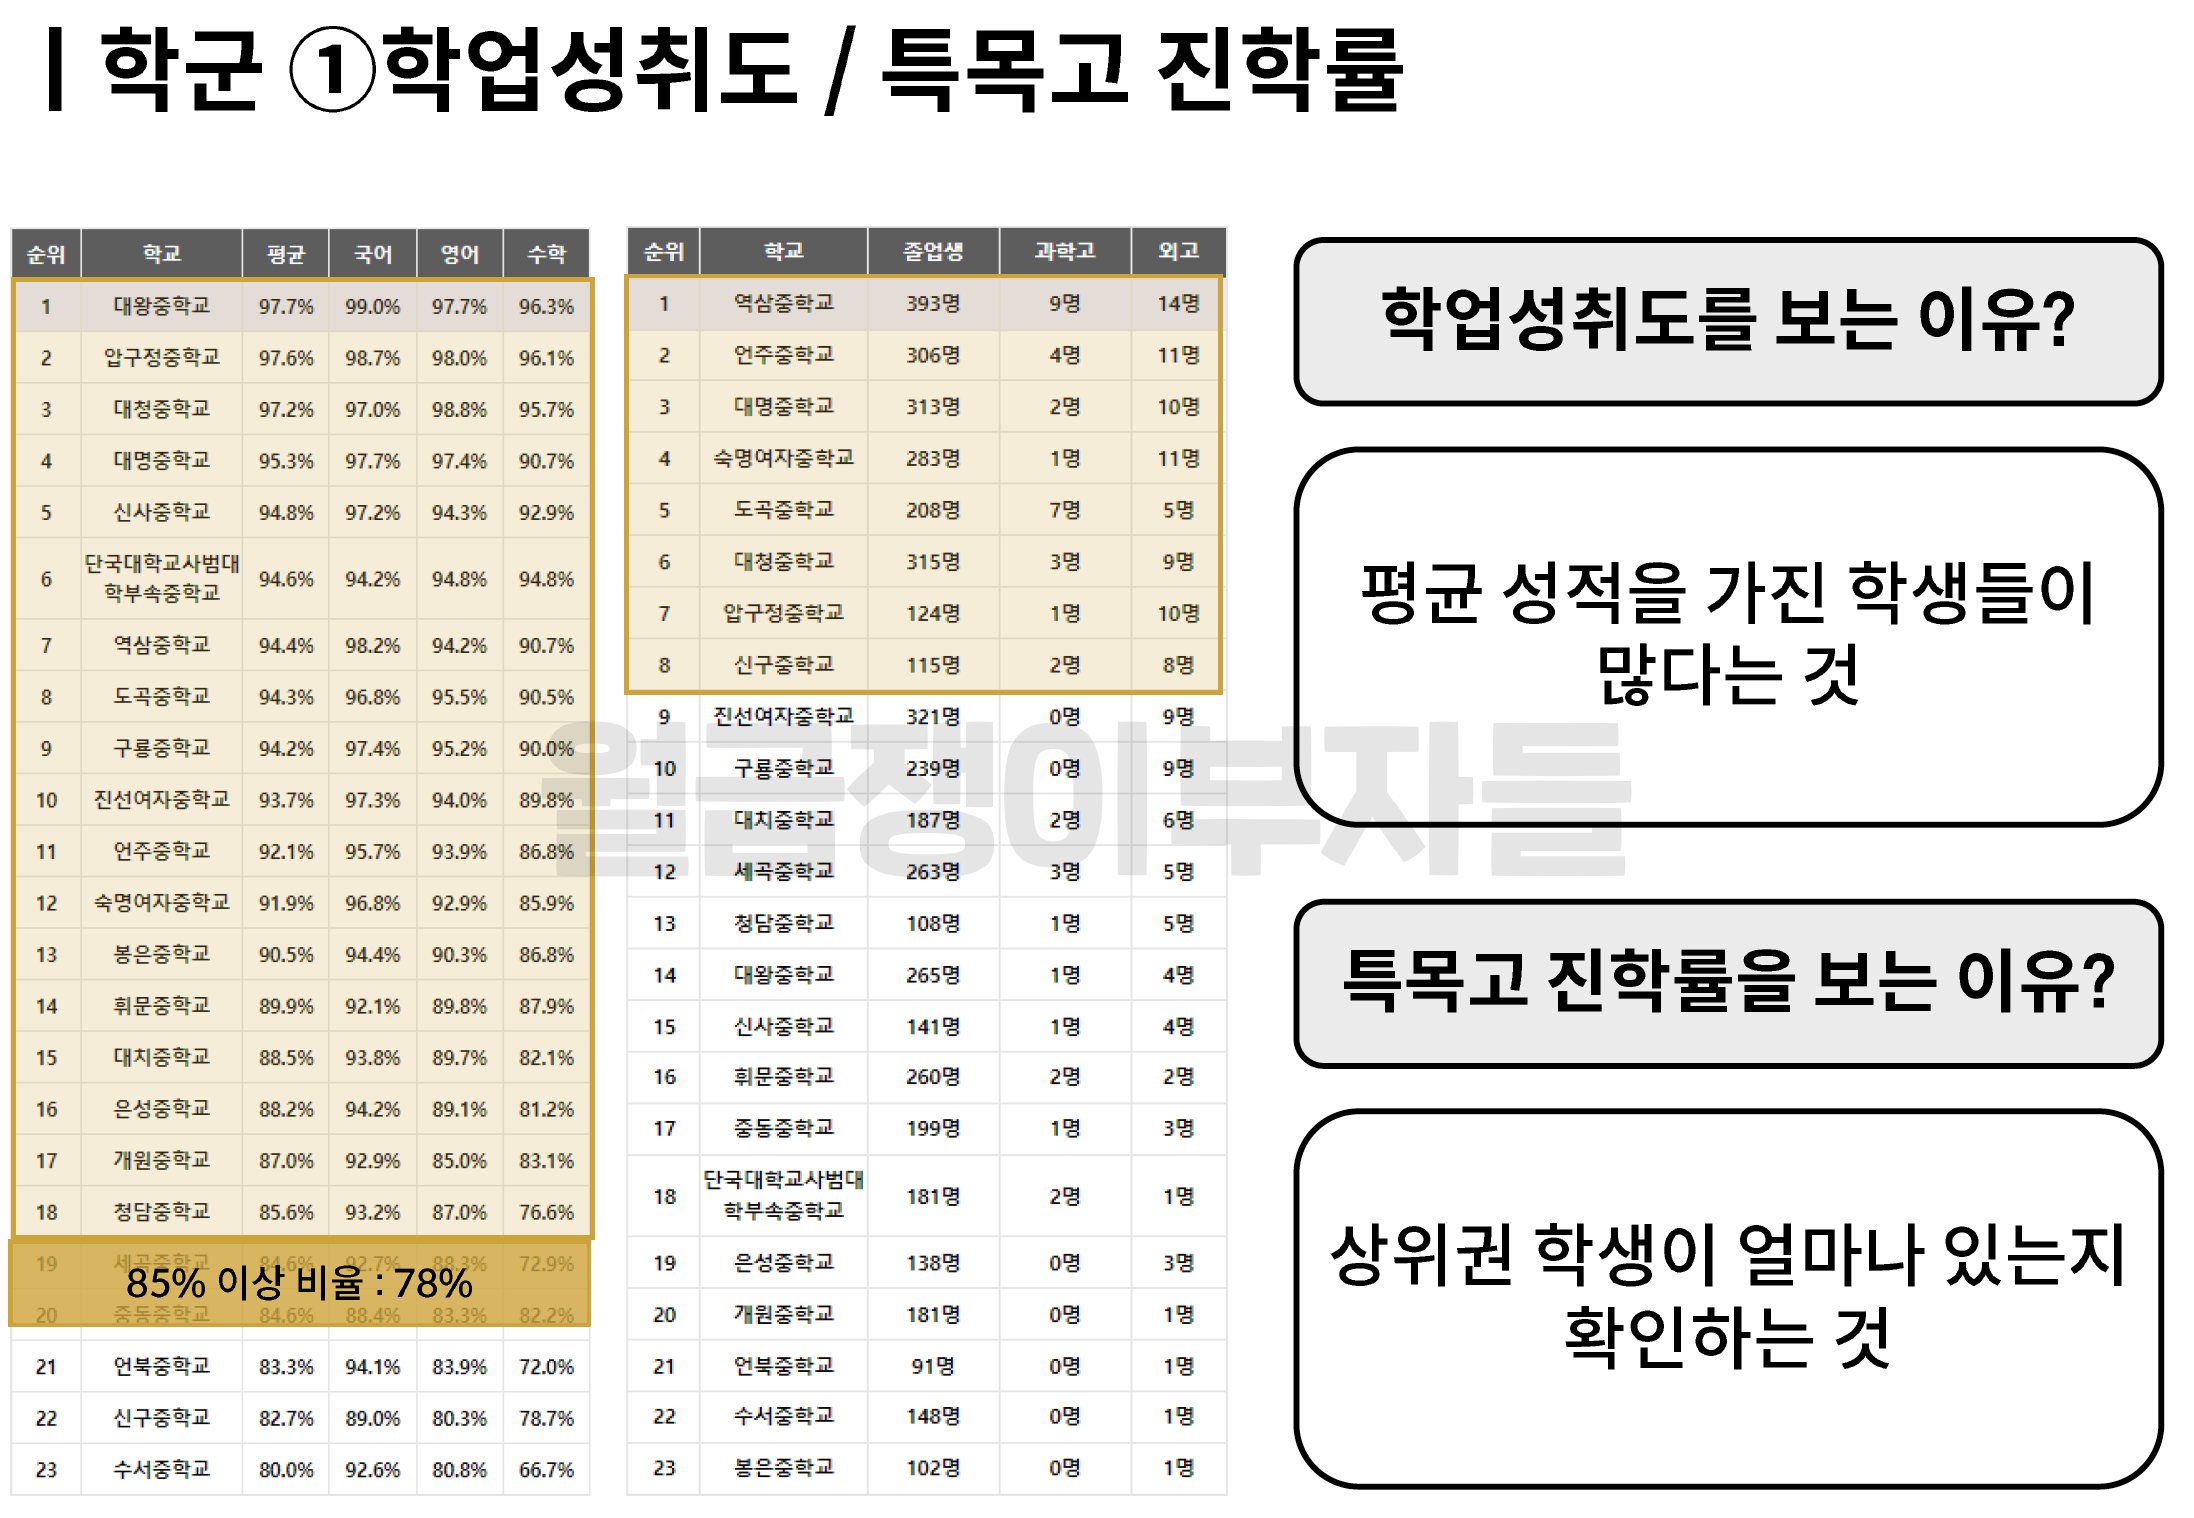 | 학군 ①학업성취도 / 특목고 진학률
순위 학교 평균 국어 영어 수학
1 대왕중학교 97.7% 99.0% 97.7% 96.3%
2 압구정중학교 97.6% 98.7% 98.0% 96.1%
3 대청중학교 97.2% 97.0% 98.8% 95.7%
4 대명중학교 95.3% 97.7% 97.4% 90.7%
5 신사중학교 94.8% 97.2% 94.3% 92.9%
6 단국대학교사범대
학부속중학교 94.6% 94.2% 94.8% 94.8%
7 역삼중학교 94.4% 98.2% 94.2% 90.7%
8 도곡중학교 94.3% 96.8% 95.5% 90.5%
9 구룡중학교 94.2% 97.4% 95.2% 90.0%
10 진선여자중학교 93.7% 97.3% 94.0% 89.8%
11 언주중학교 92.1% 95.7% 93.9% 86.8%
12 숙명여자중학교 91.9% 96.8% 92.9% 85.9%
13 봉은중학교 90.5% 94.4% 90.3% 86.8%
14 휘문중학교 89.9% 92.1% 89.8% 87.9%
15 대치중학교 88.5% 93.8% 89.7% 82.1%
16 은성중학교 88.2% 94.2% 89.1% 81.2%
17 개원중학교 87.0% 92.9% 85.0% 83.1%
18 청담중학교 85.6% 93.2% 87.0% 76.6%
19 세곡중학교 84.6% 92.7% 88.3% 72.9%
85% 이상 비율 : 78%
20 중동중학교 84.6% 88.4% 83.3% 82.2%
21 언북중학교 83.3% 94.1% 83.9% 72.0%
22 신구중학교 82.7% 89.0% 80.3% 78.7%
23 수서중학교 80.0% 92.6% 80.8% 66.7%
순위 학교 졸업생 과학고 외고
1 역삼중학교 393명 9명 14명
2 언주중학교 306명 4명 11명
3 대명중학교 313명 2명 10명
4 숙명여자중학교 283명 1명 11명
5 도곡중학교 208명 7명 5명
6 대청중학교 315명 3명 9명
7 압구정중학교 124명 1명 10명
8 신구중학교 115명 2명 8명
9 진선여자중학교 321명 0명 9명
10 구룡중학교 239명 0명 9명
11 대치중학교 187명 2명 6명
12 세곡중학교 263명 3명 5명
13 청담중학교 108명 1명 5명
14 대왕중학교 265명 1명 4명
15 신사중학교 141명 1명 4명
16 휘문중학교 260명 2명 2명
17 중동중학교 199명 1명 3명
18 단국대학교사범대
학부속중학교 181명 2명 1명
19 은성중학교 138명 0명 3명
20 개원중학교 181명 0명 1명
21 언북중학교 91명 0명 1명
22 수서중학교 148명 0명 1명
23 봉은중학교 102명 0명 1명
월급쟁이부자들
학업성취도를 보는 이유?
평균 성적을 가진 학생들이
많다는 것
특목고 진학률을 보는 이유?
상위권 학생이 얼마나 있는지
확인하는 것